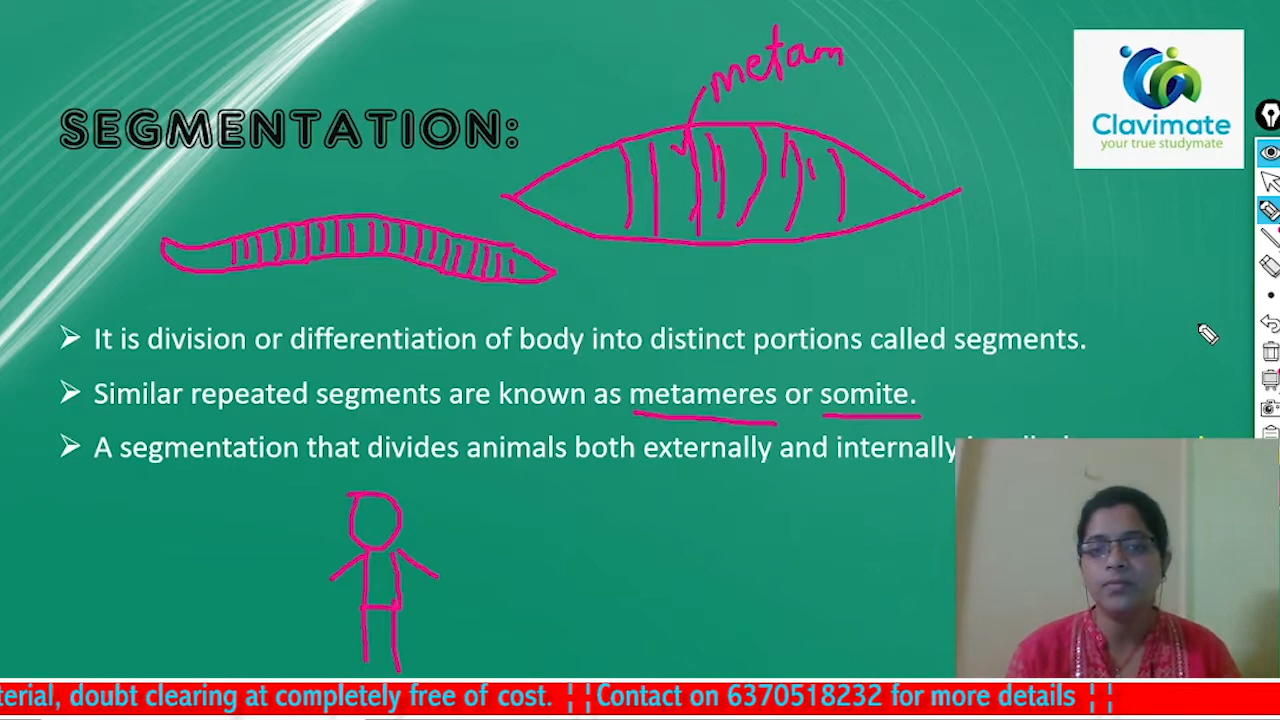 metam
Clavimate
your true studymate
SEGMENTATION:
➢ It is division or differentiation of body into distinct portions called segments.
➢ Similar repeated segments are known as metameres or somite.
➢ A segmentation that divides animals both externally and internally
terial, doubt clearing at completely free of cost. ¦ ¦Contact on 6370518232 for more details ¦ ¦